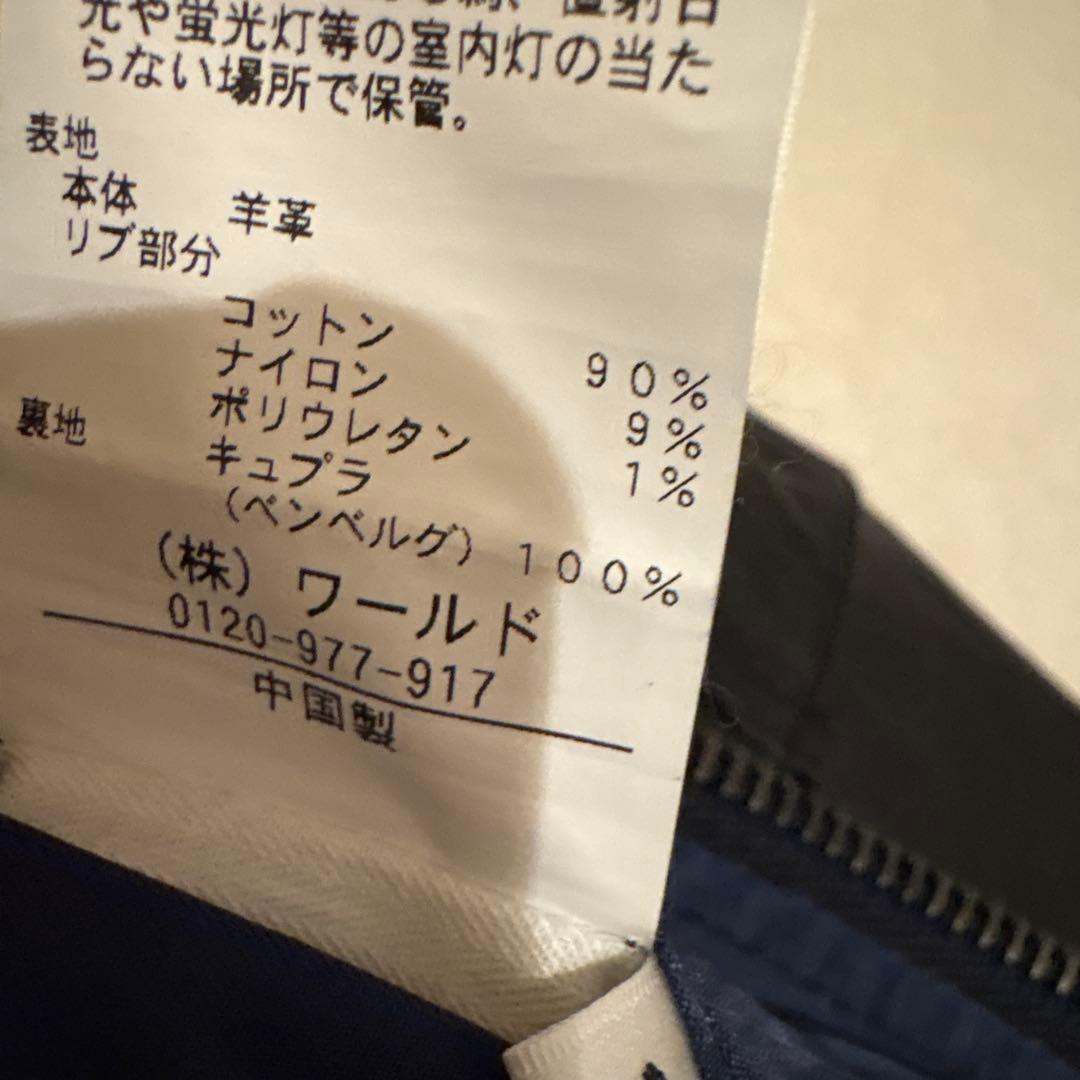 直射日
光や蛍光灯等の室内灯の当た
らない場所で保管。
表地
本体 羊革
リブ部分
コットン 90%
ナイロン 9%
ポリウレタン 1%
裏地 キュプラ
(ベンベルグ) 100%
(株) ワールド
0120-977-917
中国製